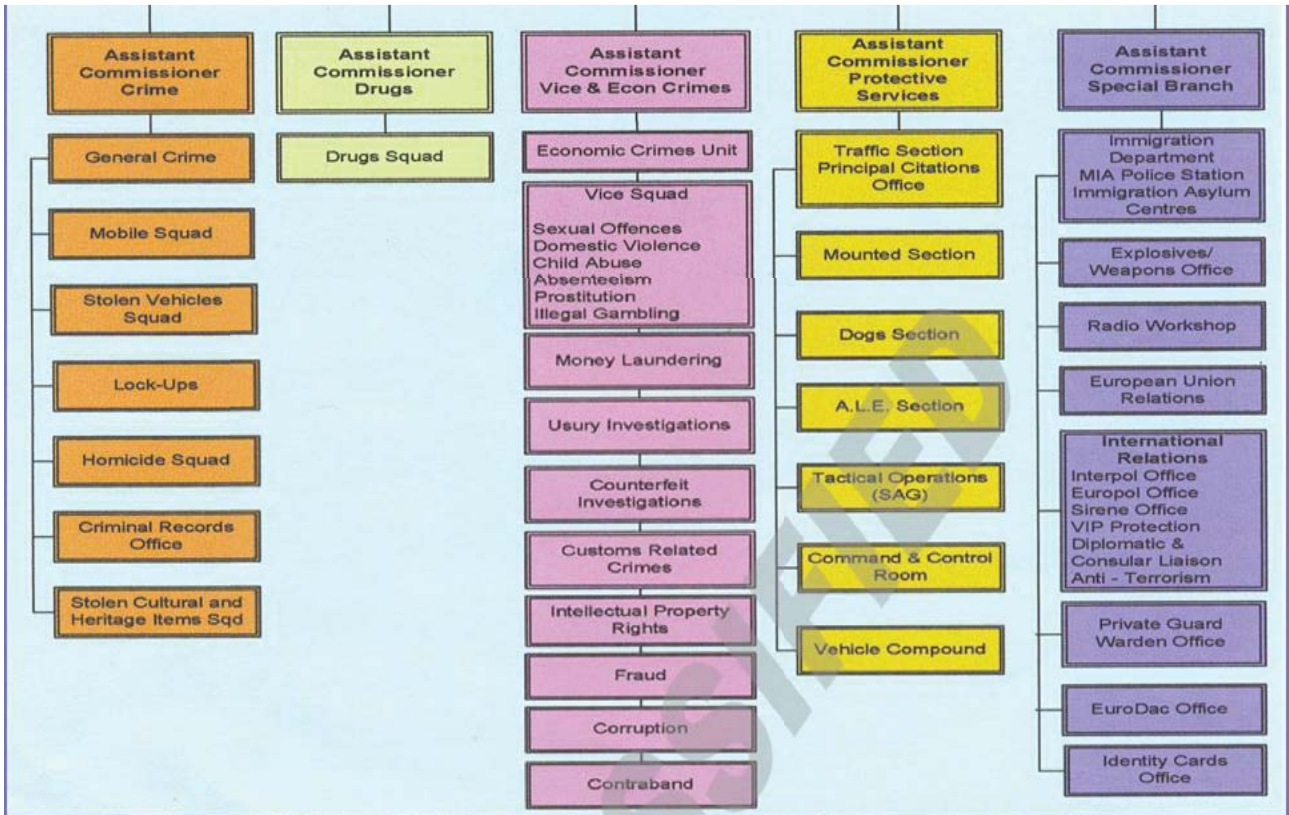 Assistant
Commissioner
Crime
General Crime
Mobile Squad
Stolen Vehicles
Squad
Lock-Ups
Homicide Squad
Criminal Records
Office
Stolen Cultural and
Heritage Items Sqd
Assistant
Commissioner
Drugs
Drugs Squad
Assistant
Commissioner
Vice & Econ Crimes
Economic Crimes Unit
Vice Squad
Sexual Offences
Domestic Violence
Child Abuse
Absenteeism
Prostitution
Illegal Gambling
Money Laundering
Usury Investigations
Counterfeit
Investigations
Customs Related
Crimes
Intellectual Property
Rights
Fraud
Corruption
Contraband
Assistant
Commissioner
Protective
Services
Traffic Section
Principal Citations
Office
Mounted Section
Dogs Section
A.L.E. Section
Tactical Operations
(SAG)
Command & Control
Room
Vehicle Compound
Assistant
Commissioner
Special Branch
Immigration
Department
MIA Police Station
Immigration Asylum
Centres
Explosives/
Weapons Office
Radio Workshop
European Union
Relations
International
Relations
Interpol Office
Europol Office
Sirene Office
VIP Protection
Diplomatic &
Consular Liaison
Anti - Terrorism
Private Guard
Warden Office
EuroDac Office
Identity Cards
Office
SSIFIED